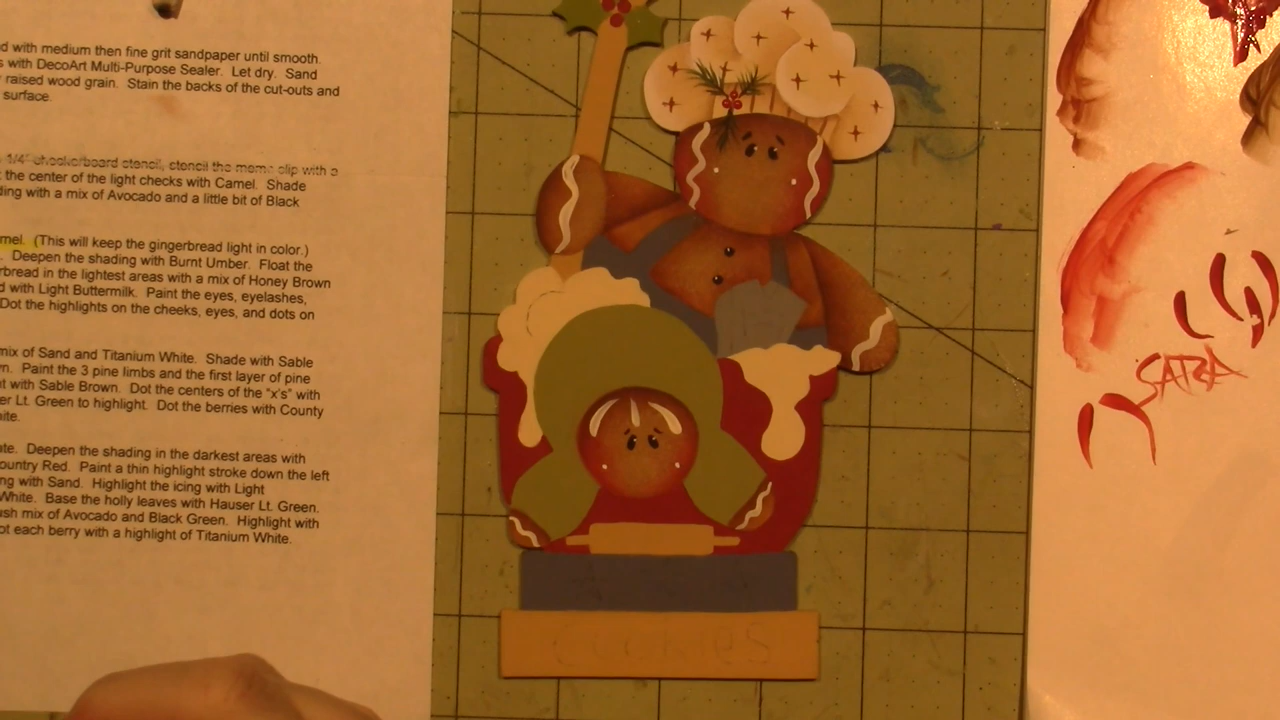 d with medium then fine grit sandpaper until smooth.
s with DecoArt Multi-Purpose Sealer. Let dry. Sand
raised wood grain. Stain the backs of the cut-outs and
surface.
1/4" checkerboard stencil, stencil the memo clip with a
t the center of the light checks with Camel. Shade
ding with a mix of Avocado and a little bit of Black
mel. (This will keep the gingerbread light in color.)
. Deepen the shading with Burnt Umber. Float the
rbread in the lightest areas with a mix of Honey Brown
d with Light Buttermilk. Paint the eyes, eyelashes,
Dot the highlights on the cheeks, eyes, and dots on
mix of Sand and Titanium White. Shade with Sable
n. Paint the 3 pine limbs and the first layer of pine
nt with Sable Brown. Dot the centers of the "x's" with
er Lt. Green to highlight. Dot the berries with County
ite.
ate. Deepen the shading in the darkest areas with
ountry Red. Paint a thin highlight stroke down the left
ng with Sand. Highlight the icing with Light
White. Base the holly leaves with Hauser Lt. Green.
ush mix of Avocado and Black Green. Highlight with
ot each berry with a highlight of Titanium White.
Cookies